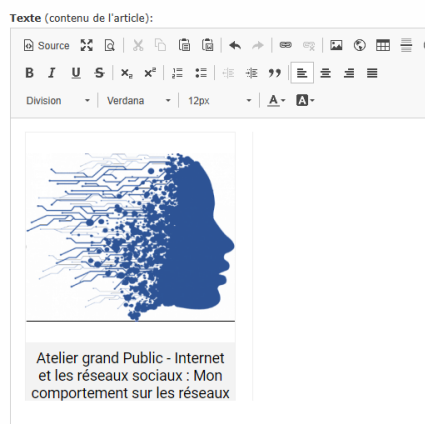 Texte (contenu de l'article):
Source
B I U S x₂ x²
Division Verdana 12px A A
Atelier grand Public - Internet
et les réseaux sociaux : Mon
comportement sur les réseaux